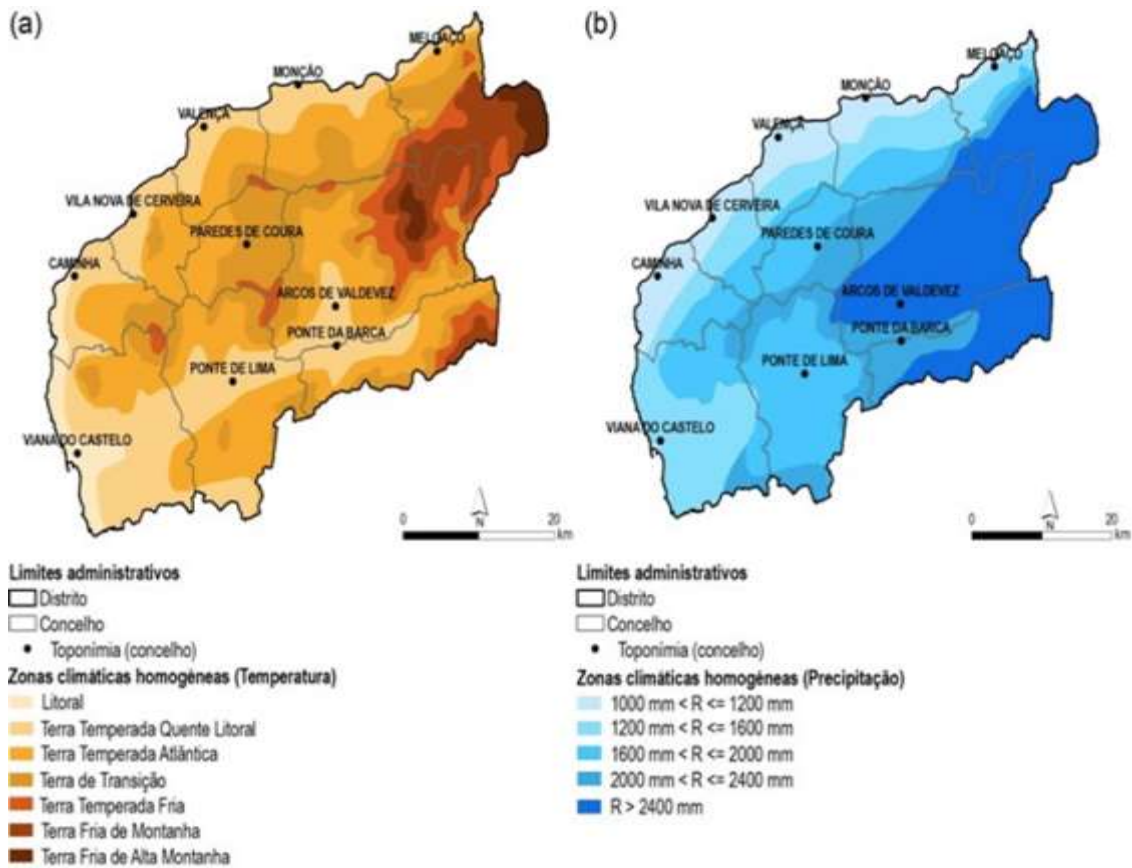 (a)
MELGAÇO
MONÇÃO
VALENÇA
VILA NOVA DE CERVEIRA
PAREDES DE COURA
CAMINHA
ARCOS DE VALDEVEZ
PONTE DA BARCA
PONTE DE LIMA
VIANA DO CASTELO
0 N 20
km
Limites administrativos
Distrito
Concelho
Toponímia (concelho)
Zonas climáticas homogéneas (Temperatura)
Litoral
Terra Temperada Quente Litoral
Terra Temperada Atlântica
Terra de Transição
Terra Temperada Fria
Terra Fria de Montanha
Terra Fria de Alta Montanha
(b)
MELGAÇO
MONÇÃO
VALENÇA
VILA NOVA DE CERVEIRA
PAREDES DE COURA
CAMINHA
ARCOS DE VALDEVEZ
PONTE DA BARCA
PONTE DE LIMA
VIANA DO CASTELO
0 N 20
km
Limites administrativos
Distrito
Concelho
Toponímia (concelho)
Zonas climáticas homogéneas (Precipitação)
1000 mm < R <= 1200 mm
1200 mm < R <= 1600 mm
1600 mm < R <= 2000 mm
2000 mm < R <= 2400 mm
R > 2400 mm